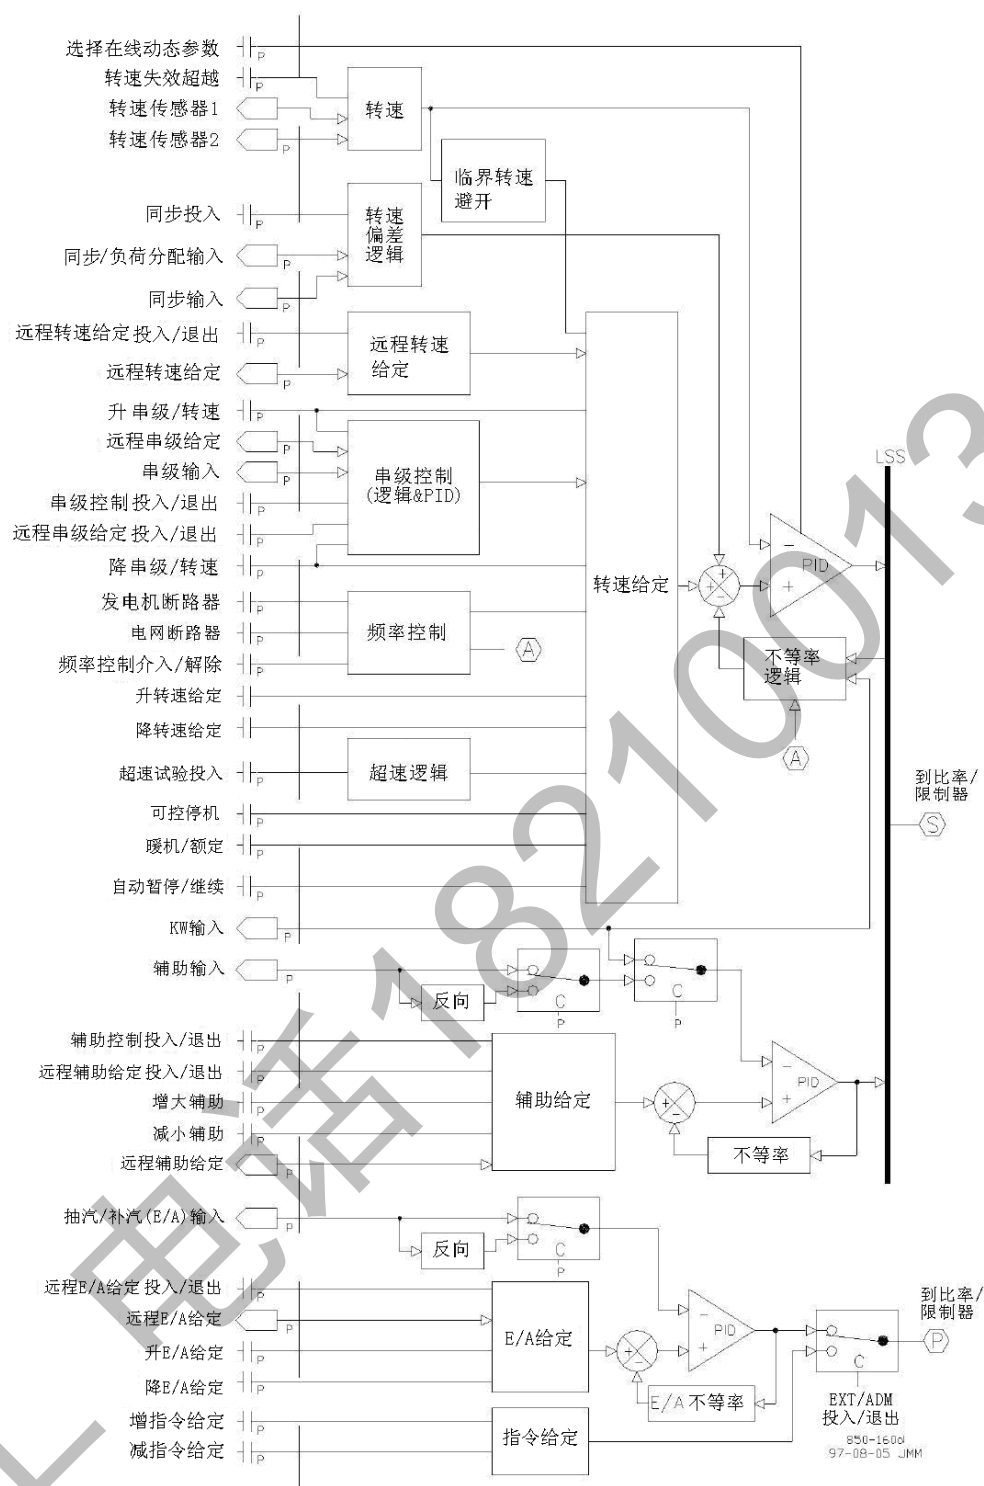 选择在线动态参数
P
转速失效超越
P
转速传感器1
转速传感器2
P
转速
临界转速
避开
同步投入
P
同步/负荷分配输入
P
同步输入
P
转速
偏差
逻辑
远程转速给定投入/退出
P
远程转速给定
P
远程转速
给定
升串级/转速
P
远程串级给定
P
串级输入
P
串级控制投入/退出
P
远程串级给定投入/退出
P
降串级/转速
P
串级控制
(逻辑&PID)
发电机断路器
P
电网断路器
P
频率控制介入/解除
P
频率控制
A
升转速给定
P
降转速给定
P
超速试验投入
P
超速逻辑
可控停机
P
暖机/额定
P
自动暂停/继续
P
转速给定
+
+
−
−
PID
+
LSS
不等率
逻辑
A
到比率/
限制器
S
KW输入
P
辅助输入
P
反向
C
P
C
P
辅助控制投入/退出
P
远程辅助给定投入/退出
P
增大辅助
P
减小辅助
P
远程辅助给定
P
辅助给定
+
−
−
PID
+
不等率
抽汽/补汽(E/A)输入
P
反向
C
P
远程E/A给定投入/退出
P
远程E/A给定
P
升E/A给定
P
降E/A给定
P
E/A给定
+
−
−
PID
+
E/A不等率
增指令给定
P
减指令给定
P
指令给定
C
到比率/
限制器
P
EXT/ADM
投入/退出
850-160d
97-08-05 JMM
电话18210013